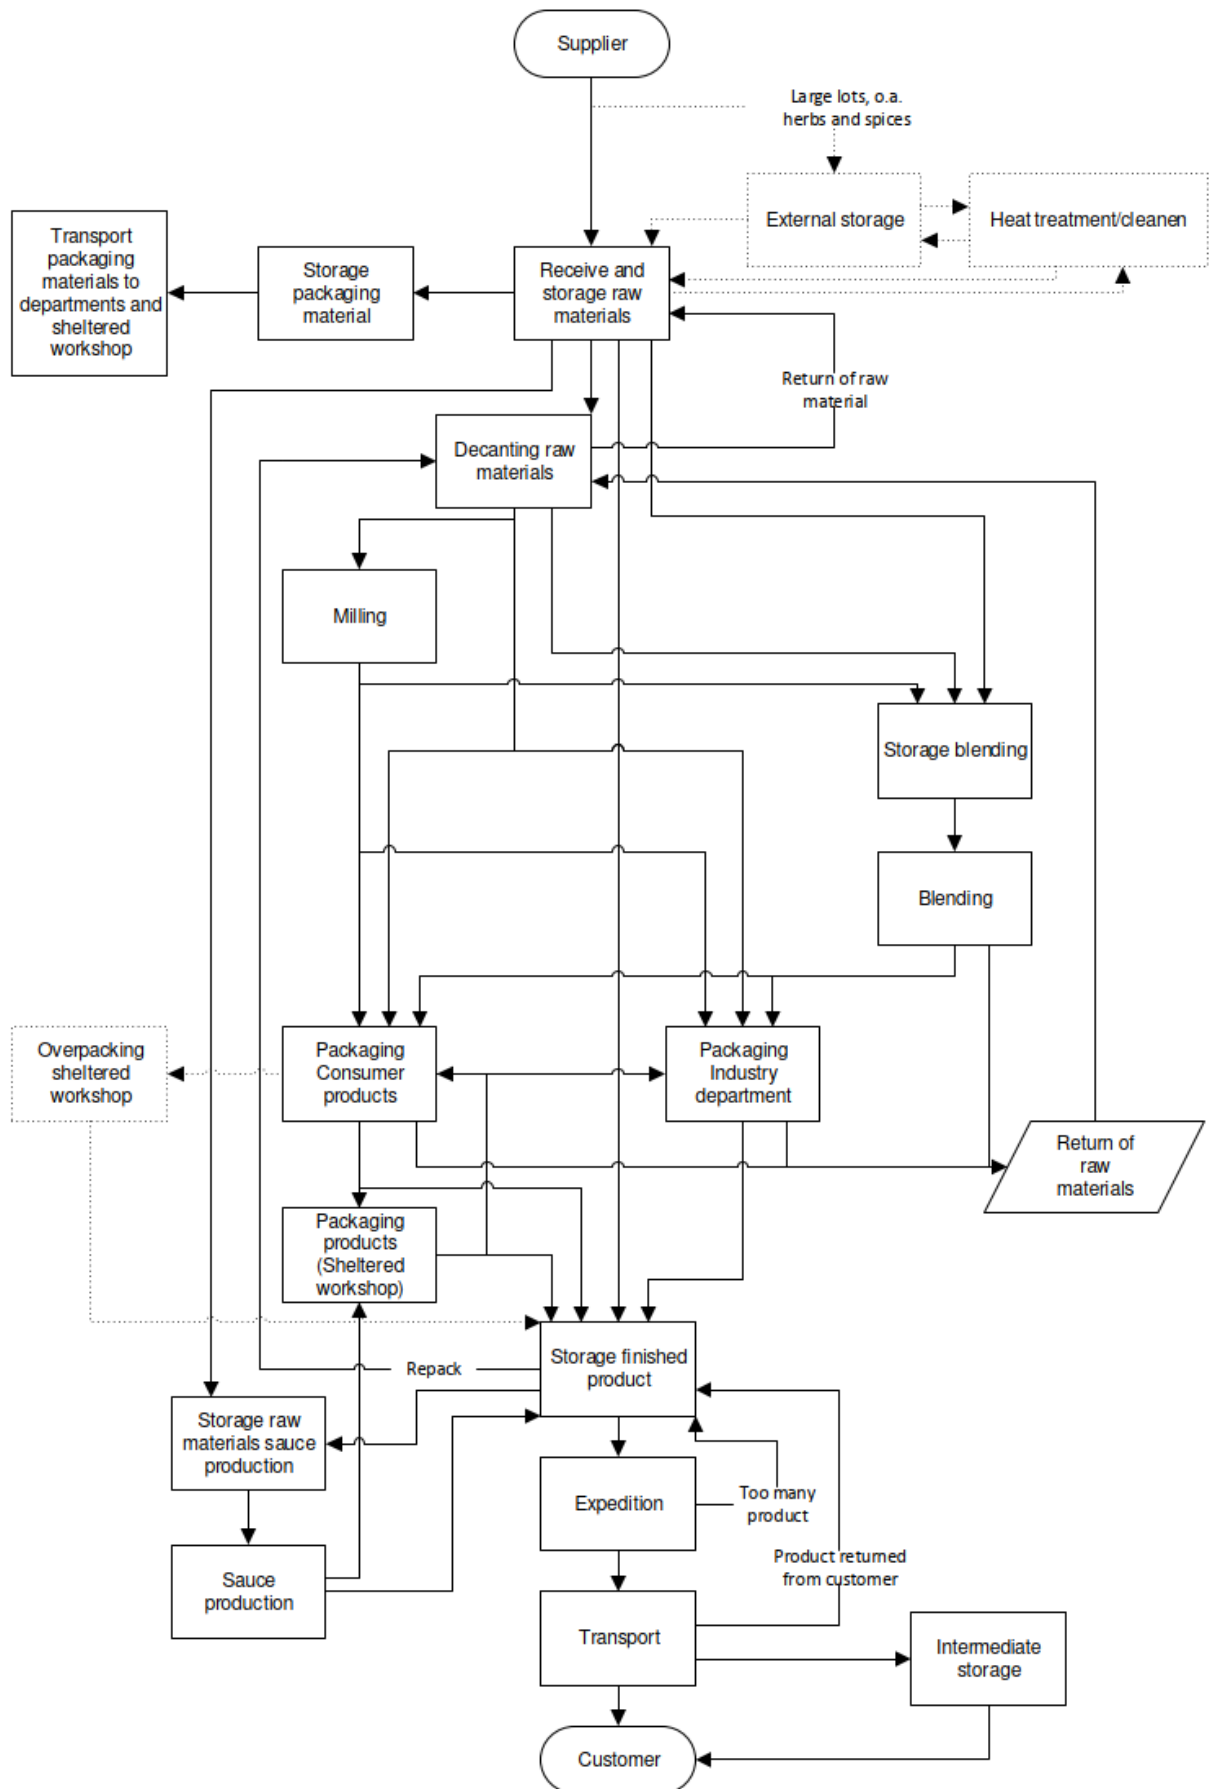 Supplier
Large lots, o.a.
herbs and spices
External storage
Heat treatment/cleanen
Transport
packaging
materials to
departments and
sheltered
workshop
Storage
packaging
material
Receive and
storage raw
materials
Return of raw
material
Decanting raw
materials
Milling
Storage blending
Blending
Overpacking
sheltered
workshop
Packaging
Consumer
products
Packaging
Industry
department
Return of
raw
materials
Packaging
products
(Sheltered
workshop)
Storage finished
product
Repack
Storage raw
materials sauce
production
Expedition
Too many
product
Product returned
from customer
Sauce
production
Transport
Intermediate
storage
Customer